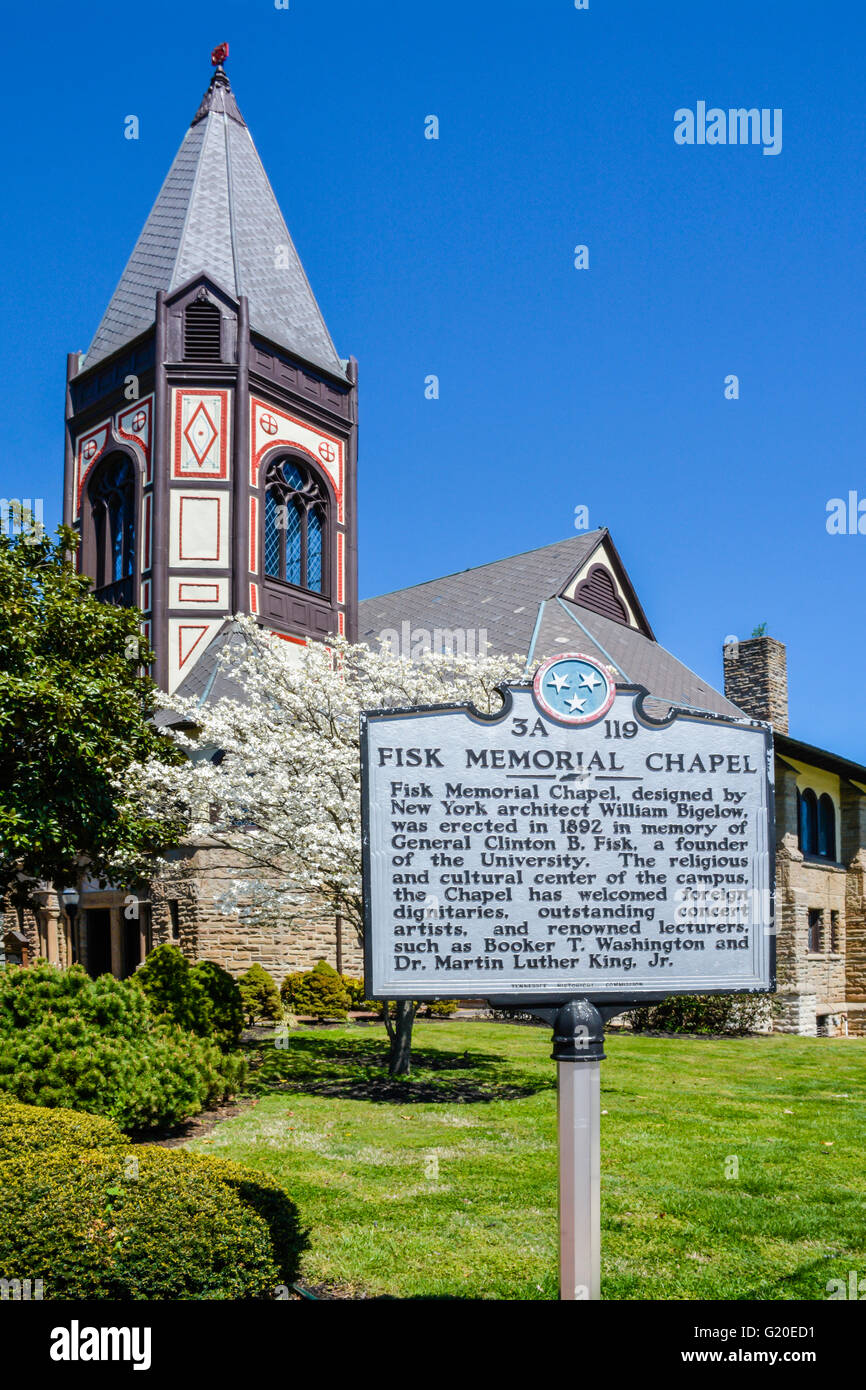 3A 119
FISK MEMORIAL CHAPEL
Fisk Memorial Chapel, designed by
New York architect William Bigelow,
was erected in 1892 in memory of
General Clinton B. Fisk, a founder
of the University. The religious
and cultural center of the campus,
the Chapel has welcomed foreign
dignitaries, outstanding concert
artists, and renowned lecturers,
such as Booker T. Washington and
Dr. Martin Luther King, Jr.
TENNESSEE HISTORICAL COMMISSION
alamy
Image ID: G20ED1
www.alamy.com